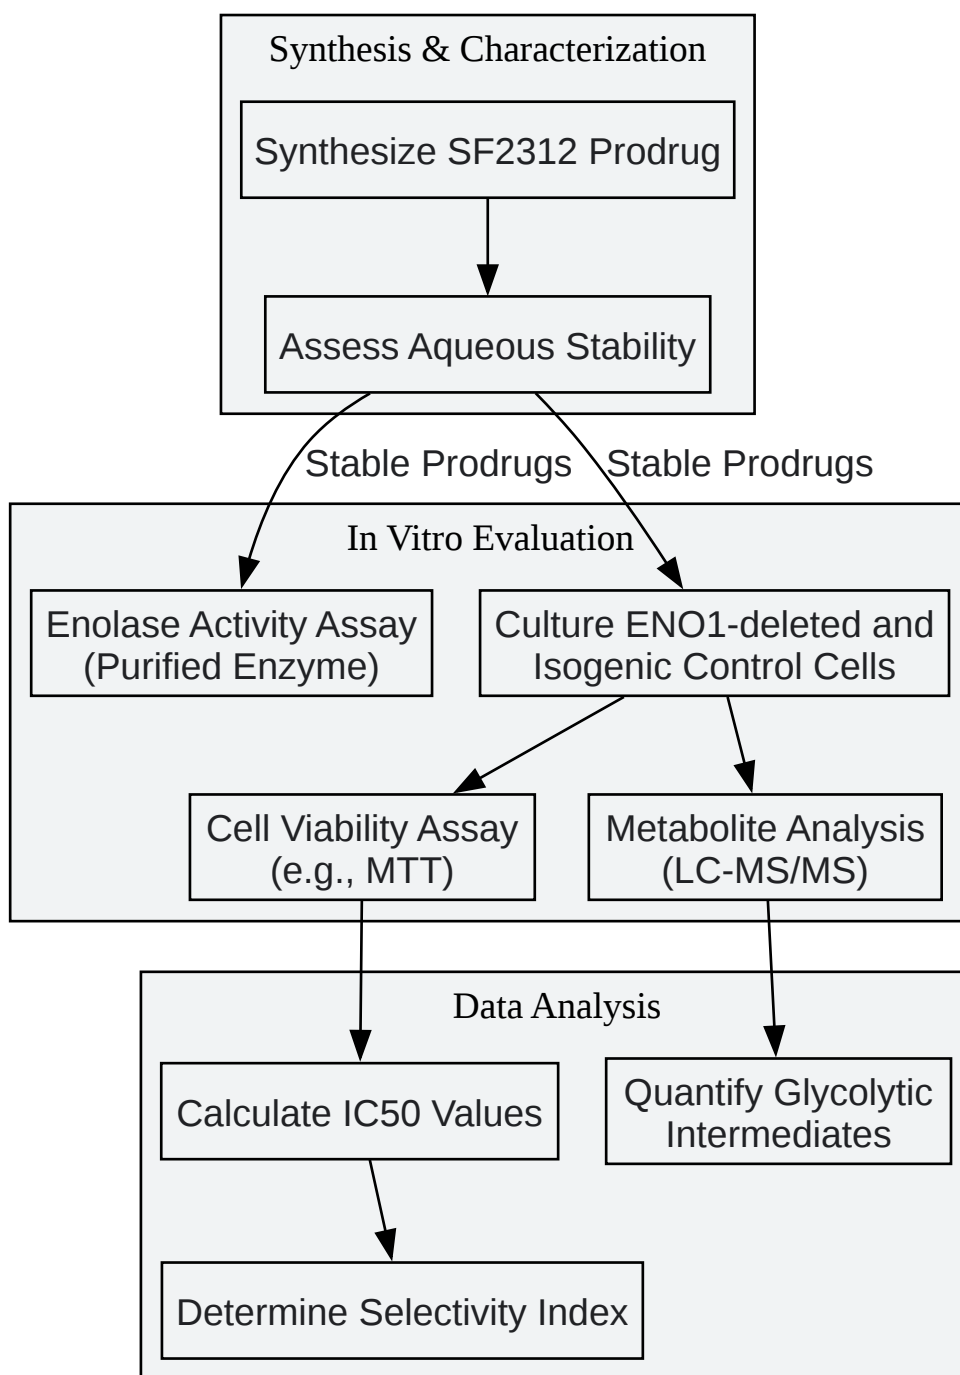 Synthesis & Characterization
Synthesize SF2312 Prodrug
Assess Aqueous Stability
Stable Prodrugs
Stable Prodrugs
In Vitro Evaluation
Enolase Activity Assay
(Purified Enzyme)
Culture ENO1-deleted and
Isogenic Control Cells
Cell Viability Assay
(e.g., MTT)
Metabolite Analysis
(LC-MS/MS)
Data Analysis
Calculate IC50 Values
Quantify Glycolytic
Intermediates
Determine Selectivity Index